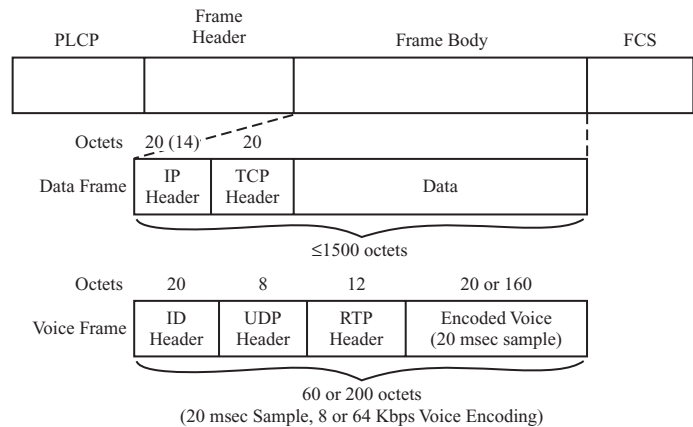 PLCP Frame Header Frame Body FCS
Octets 20 (14) 20
Data Frame IP Header TCP Header Data
≤1500 octets
Octets 20 8 12 20 or 160
Voice Frame ID Header UDP Header RTP Header Encoded Voice (20 msec sample)
60 or 200 octets
(20 msec Sample, 8 or 64 Kbps Voice Encoding)